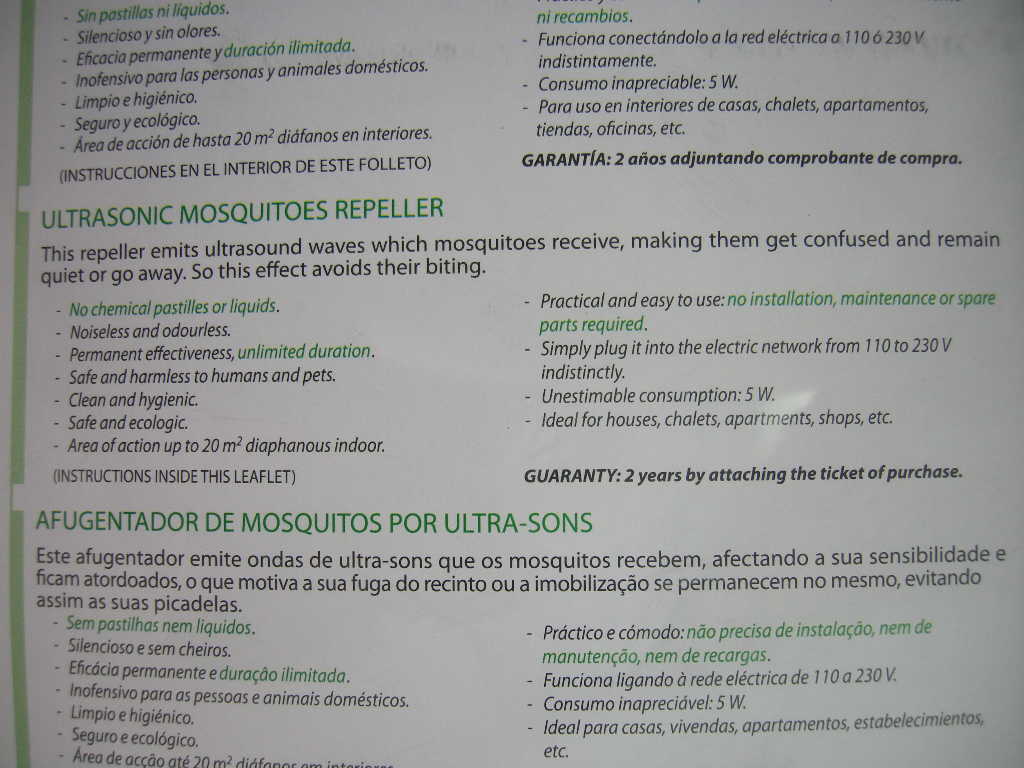 - Sin pastillas ni líquidos.
- Silencioso y sin olores.
- Eficacia permanente y duración ilimitada.
- Inofensivo para las personas y animales domésticos.
- Limpio e higiénico.
- Seguro y ecológico.
- Área de acción de hasta 20 m² diáfanos en interiores.
(INSTRUCCIONES EN EL INTERIOR DE ESTE FOLLETO)
ni recambios.
- Funciona conectándolo a la red eléctrica a 110 ó 230 V
indistintamente.
- Consumo inapreciable: 5 W.
- Para uso en interiores de casas, chalets, apartamentos,
tiendas, oficinas, etc.
GARANTÍA: 2 años adjuntando comprobante de compra.
ULTRASONIC MOSQUITOES REPELLER
This repeller emits ultrasound waves which mosquitoes receive, making them get confused and remain
quiet or go away. So this effect avoids their biting.
- No chemical pastilles or liquids.
- Noiseless and odourless.
- Permanent effectiveness, unlimited duration.
- Safe and harmless to humans and pets.
- Clean and hygienic.
- Safe and ecologic.
- Area of action up to 20 m² diaphanous indoor.
(INSTRUCTIONS INSIDE THIS LEAFLET)
- Practical and easy to use: no installation, maintenance or spare
parts required.
- Simply plug it into the electric network from 110 to 230 V
indistinctly.
- Unestimable consumption: 5 W.
- Ideal for houses, chalets, apartments, shops, etc.
GUARANTY: 2 years by attaching the ticket of purchase.
AFUGENTADOR DE MOSQUITOS POR ULTRA-SONS
Este afugentador emite ondas de ultra-sons que os mosquitos recebem, afectando a sua sensibilidade e
ficam atordoados, o que motiva a sua fuga do recinto ou a imobilização se permanecem no mesmo, evitando
assim as suas picadelas.
- Sem pastilhas nem liquidos.
- Silencioso e sem cheiros.
- Eficácia permanente e duração ilimitada.
- Inofensivo para as pessoas e animais domésticos.
- Limpio e higiénico.
- Seguro e ecológico.
- Área de acção até 20 m² diáfanos em interiores
- Práctico e cómodo: não precisa de instalação, nem de
manutenção, nem de recargas.
- Funciona ligando à rede eléctrica de 110 a 230 V.
- Consumo inapreciável: 5 W.
- Ideal para casas, vivendas, apartamentos, estabelecimientos,
etc.